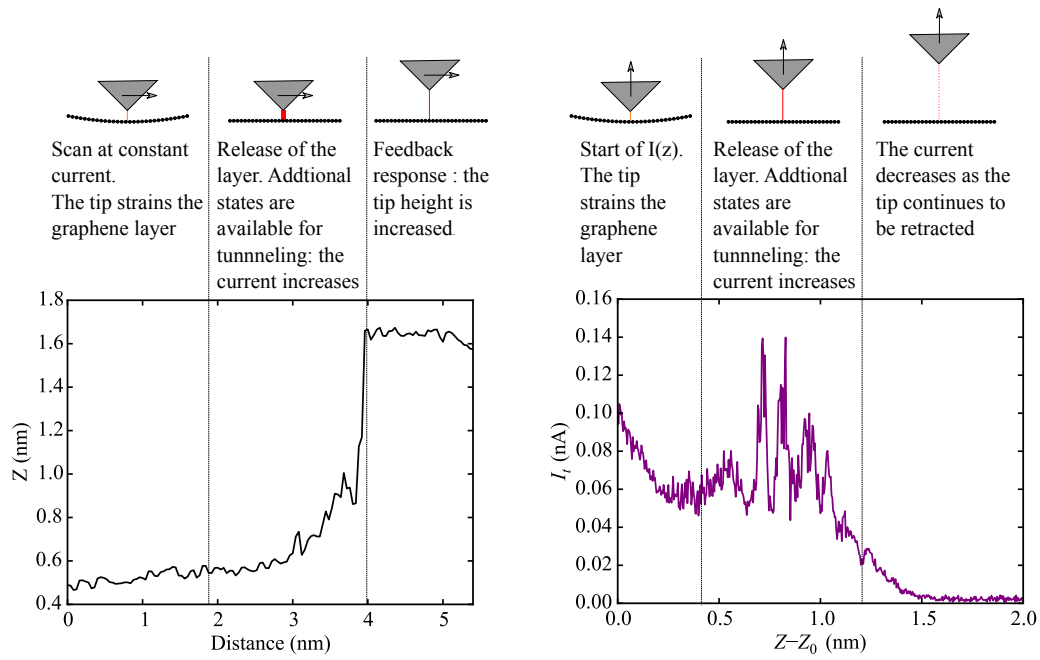 Scan at constant
current.
The tip strains the
graphene layer
Release of the
layer. Addtional
states are
available for
tunnneling: the
current increases
Feedback
response : the
tip height is
increased.
Start of I(z).
The tip
strains the
graphene
layer
Release of the
layer. Addtional
states are
available for
tunnneling: the
current increases
The current
decreases as the
tip continues to
be retracted
1.8
1.6
1.4
1.2
1.0
0.8
0.6
0.4
Z (nm)
0
1
2
3
4
5
Distance (nm)
0.16
0.14
0.12
0.10
0.08
0.06
0.04
0.02
0.00
I_t (nA)
0.0
0.5
1.0
1.5
2.0
Z−Z_0 (nm)